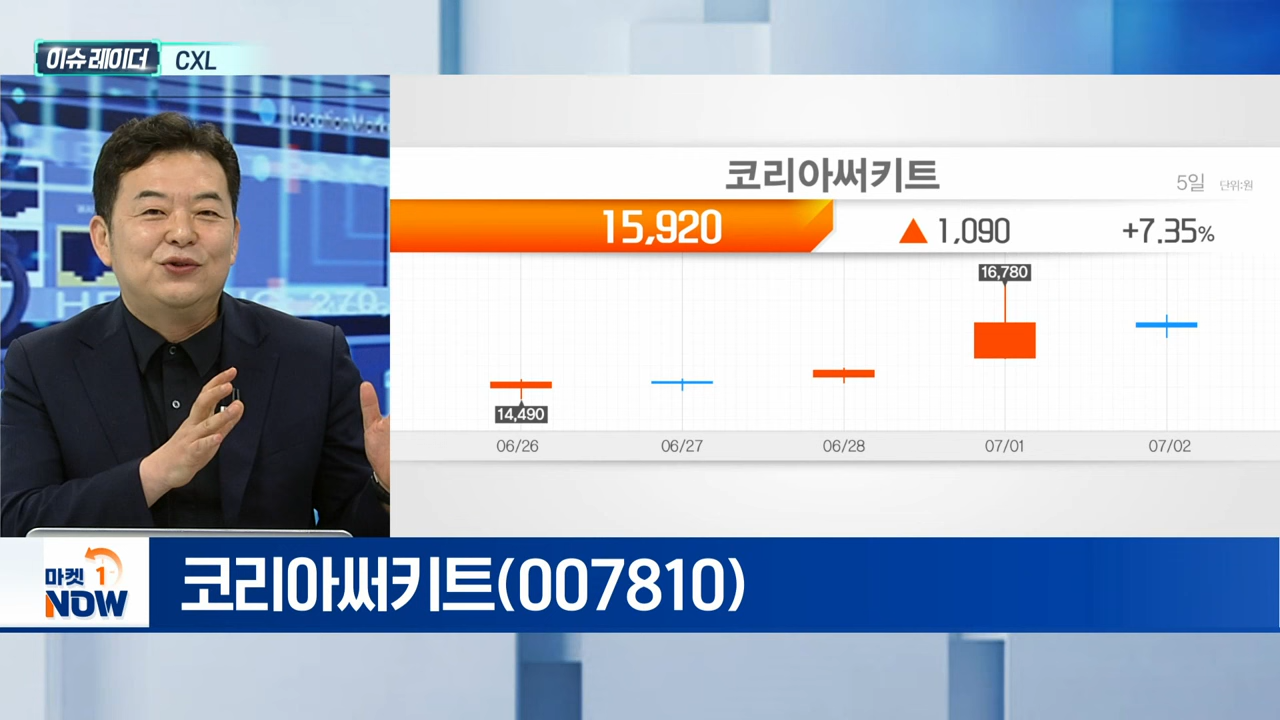 이슈 레이더 CXL
코리아써키트
5일 단위:원
15,920 ▲ 1,090 +7.35%
16,780
14,490
06/26 06/27 06/28 07/01 07/02
마켓 1
NOW
코리아써키트(007810)